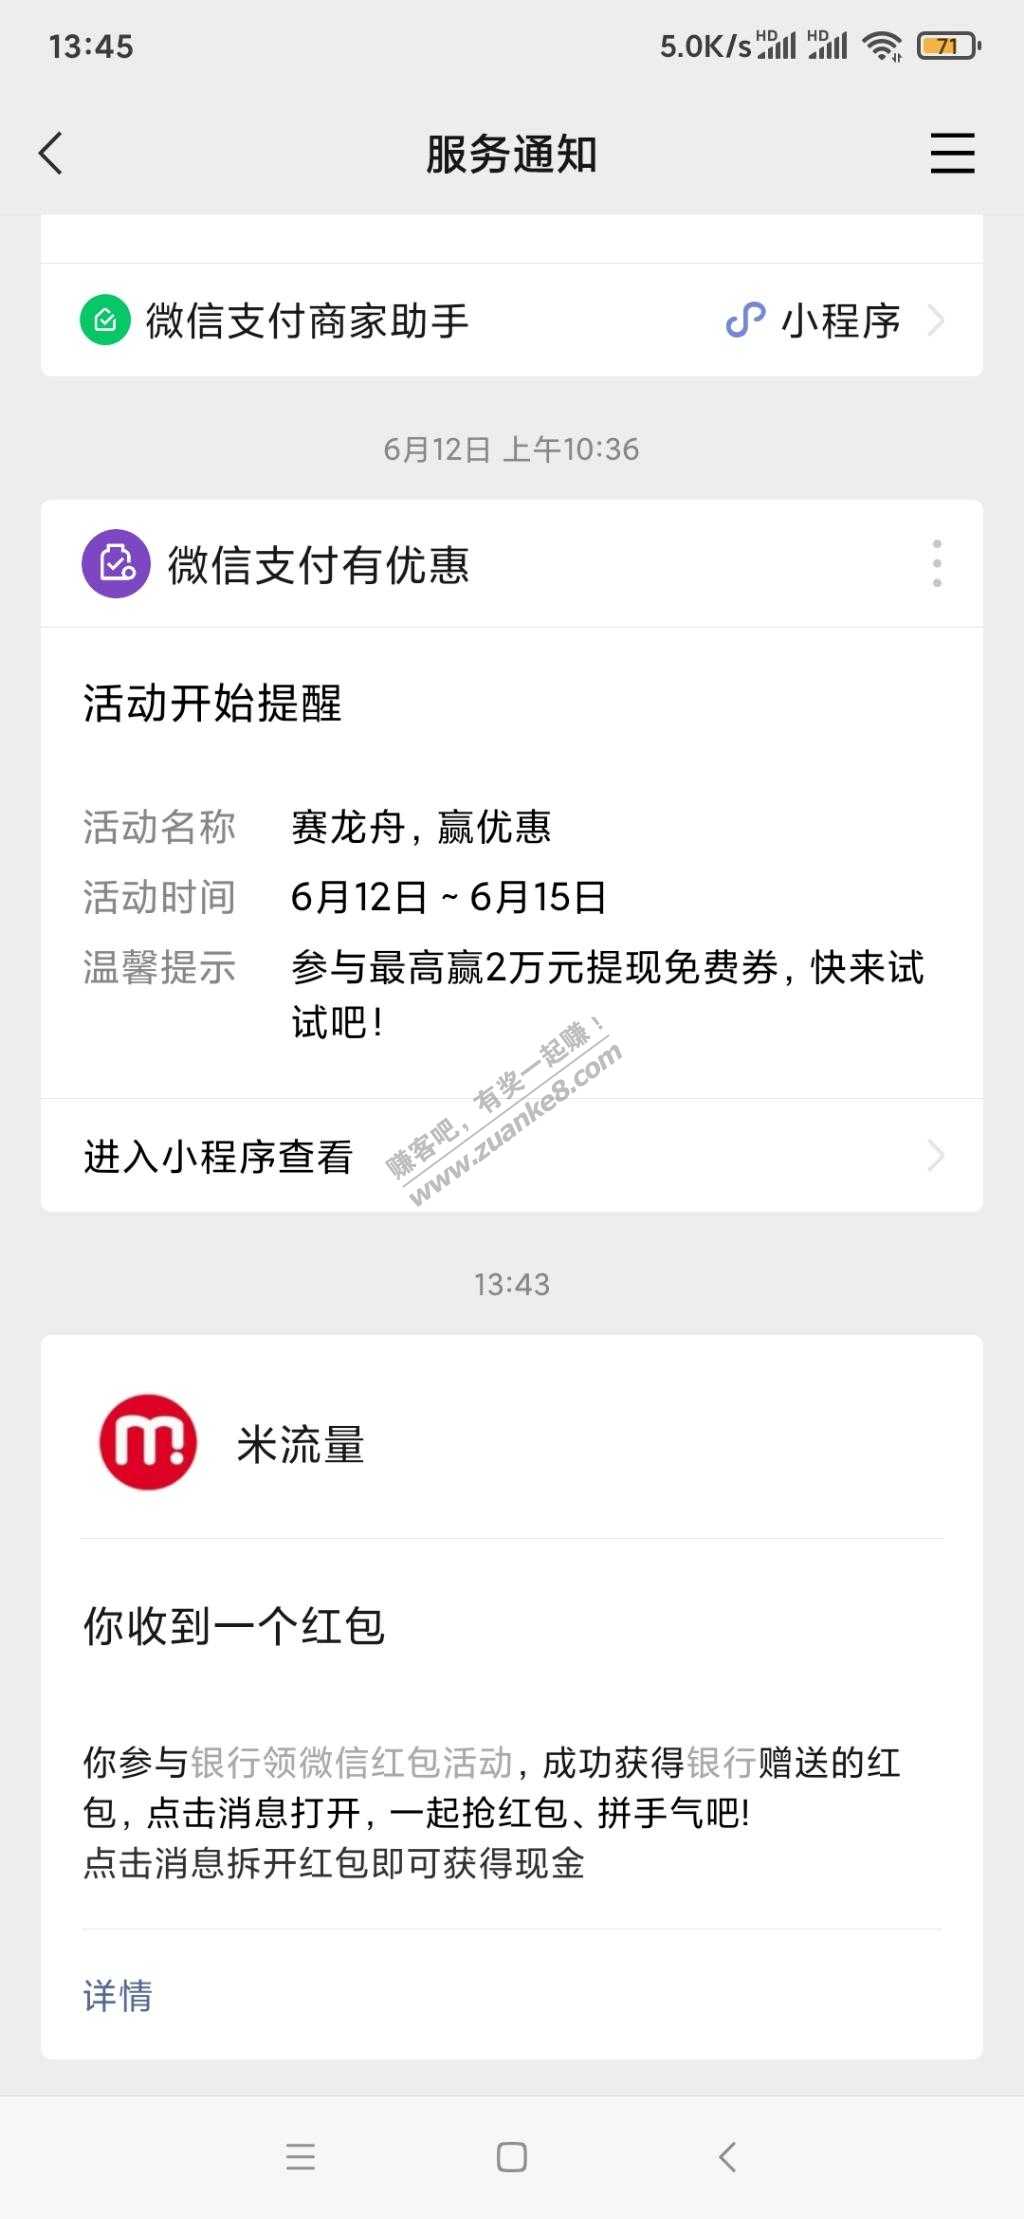 13:45
5.0K/s HD HD 71
服务通知
微信支付商家助手
小程序
6月12日 上午10:36
微信支付有优惠
活动开始提醒
活动名称 赛龙舟，赢优惠
活动时间 6月12日 ~ 6月15日
温馨提示 参与最高赢2万元提现免费券，快来试
试吧！
赚客吧，有奖一起赚！
www.zuanke8.com
进入小程序查看
13:43
m!
米流量
你收到一个红包
你参与银行领微信红包活动，成功获得银行赠送的红
包，点击消息打开，一起抢红包、拼手气吧!
点击消息拆开红包即可获得现金
详情